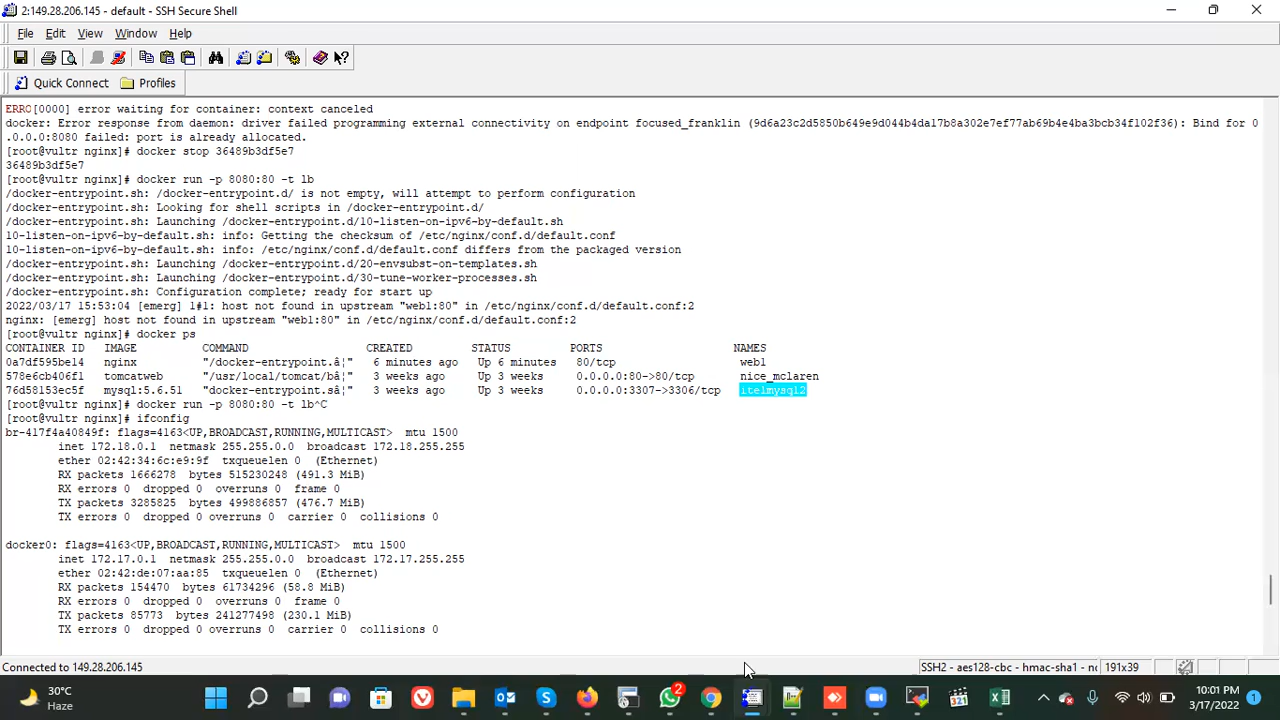 2:149.28.206.145 - default - SSH Secure Shell
File Edit View Window Help
Quick Connect Profiles
ERRO[0000] error waiting for container: context canceled
docker: Error response from daemon: driver failed programming external connectivity on endpoint focused_franklin (9d6a23c2d5850b649e9d044b4da17b8a302e7ef77ab69b4e4ba3bcb34f102f36): Bind for 0
.0.0.0:8080 failed: port is already allocated.
[root@vultr nginx]# docker stop 36489b3df5e7
36489b3df5e7
[root@vultr nginx]# docker run -p 8080:80 -t lb
/docker-entrypoint.sh: /docker-entrypoint.d/ is not empty, will attempt to perform configuration
/docker-entrypoint.sh: Looking for shell scripts in /docker-entrypoint.d/
/docker-entrypoint.sh: Launching /docker-entrypoint.d/10-listen-on-ipv6-by-default.sh
10-listen-on-ipv6-by-default.sh: info: Getting the checksum of /etc/nginx/conf.d/default.conf
10-listen-on-ipv6-by-default.sh: info: /etc/nginx/conf.d/default.conf differs from the packaged version
/docker-entrypoint.sh: Launching /docker-entrypoint.d/20-envsubst-on-templates.sh
/docker-entrypoint.sh: Launching /docker-entrypoint.d/30-tune-worker-processes.sh
/docker-entrypoint.sh: Configuration complete; ready for start up
2022/03/17 15:53:04 [emerg] 1#1: host not found in upstream "web1:80" in /etc/nginx/conf.d/default.conf:2
nginx: [emerg] host not found in upstream "web1:80" in /etc/nginx/conf.d/default.conf:2
[root@vultr nginx]# docker ps
CONTAINER ID IMAGE COMMAND CREATED STATUS PORTS NAMES
0a7df595be14 nginx "/docker-entrypoint.â¦" 6 minutes ago Up 6 minutes 80/tcp web1
578e6cb406f1 tomcatweb "/usr/local/tomcat/bâ¦" 3 weeks ago Up 3 weeks 0.0.0.0:80->80/tcp nice_mclaren
76d58153ec5f mysql:5.6.51 "docker-entrypoint.sâ¦" 3 weeks ago Up 3 weeks 0.0.0.0:3307->3306/tcp itelmysql2
[root@vultr nginx]# docker run -p 8080:80 -t lb^C
[root@vultr nginx]# ifconfig
br-417f4a40849f: flags=4163<UP,BROADCAST,RUNNING,MULTICAST> mtu 1500
inet 172.18.0.1 netmask 255.255.0.0 broadcast 172.18.255.255
ether 02:42:34:6c:e9:9f txqueuelen 0 (Ethernet)
RX packets 1666278 bytes 515230248 (491.3 MiB)
RX errors 0 dropped 0 overruns 0 frame 0
TX packets 3285825 bytes 499886857 (476.7 MiB)
TX errors 0 dropped 0 overruns 0 carrier 0 collisions 0
docker0: flags=4163<UP,BROADCAST,RUNNING,MULTICAST> mtu 1500
inet 172.17.0.1 netmask 255.255.0.0 broadcast 172.17.255.255
ether 02:42:de:07:aa:85 txqueuelen 0 (Ethernet)
RX packets 154470 bytes 61734296 (58.8 MiB)
RX errors 0 dropped 0 overruns 0 frame 0
TX packets 85773 bytes 241277498 (230.1 MiB)
TX errors 0 dropped 0 overruns 0 carrier 0 collisions 0
Connected to 149.28.206.145 SSH2 - aes128-cbc - hmac-sha1 - nc 191x39
30°C
Haze
2
321
10:01 PM
3/17/2022
1